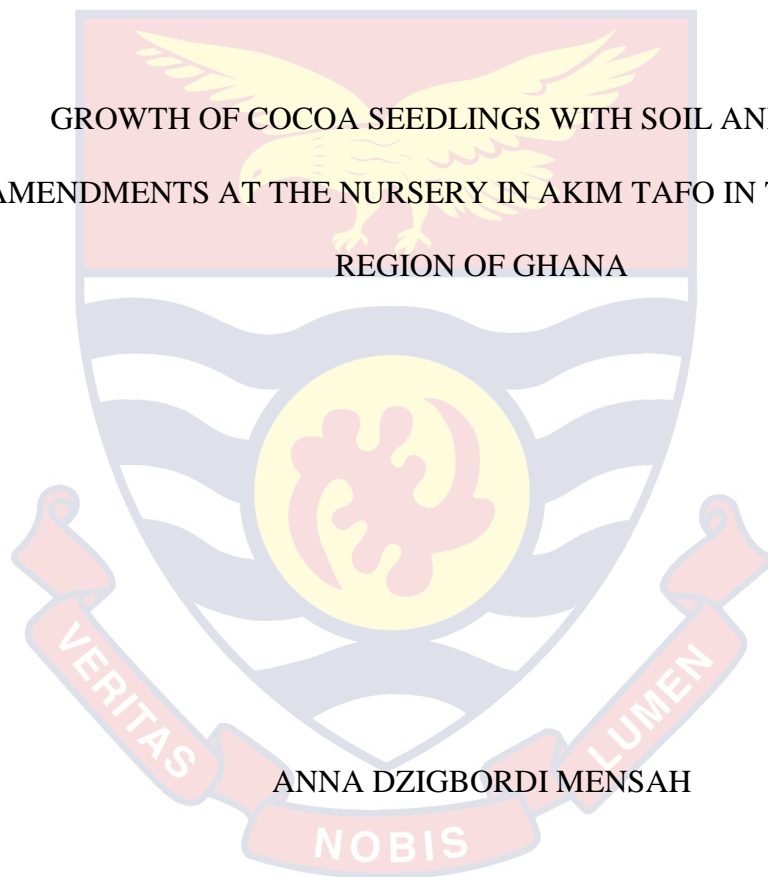 GROWTH OF COCOA SEEDLINGS WITH SOIL AN
AMENDMENTS AT THE NURSERY IN AKIM TAFO IN
REGION OF GHANA
VERITAS
LUMEN
ANNA DZIGBORDI MENSAH
NOBIS